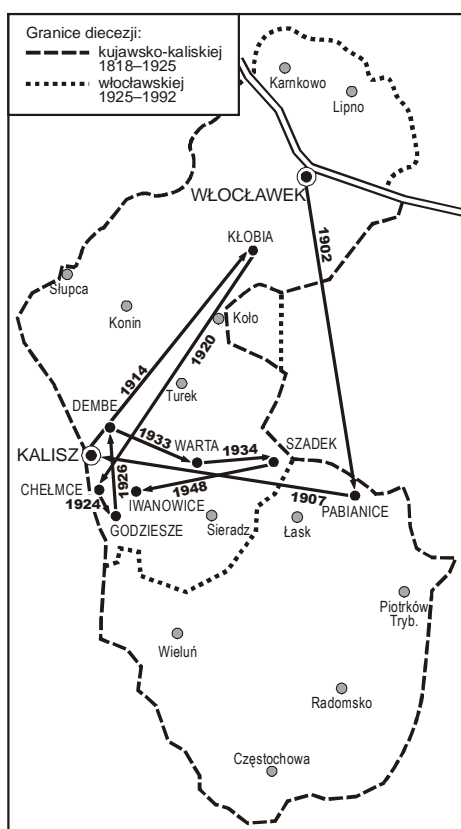 Granice diecezji:
kujawsko-kaliskiej
1818–1925
włocławskiej
1925–1992
Karnkowo
Lipno
WŁOCŁAWEK
1902
KŁOBIA
Słupca
Konin
Koło
1920
1914
Turek
DEMBE
1933
WARTA
1934
SZADEK
KALISZ
CHEŁMCE
1926
1948
1907
1924
IWANOWICE
PABIANICE
GODZIESZE
Sieradz
Łask
Piotrków
Tryb.
Wieluń
Radomsko
Częstochowa